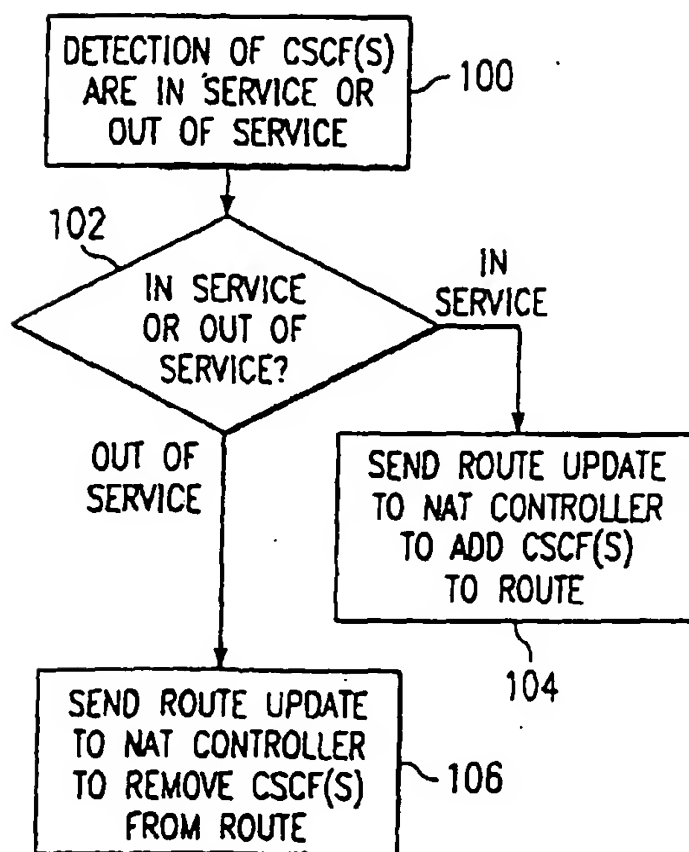 DETECTION OF CSCF(S)
ARE IN SERVICE OR
OUT OF SERVICE
100
102
IN SERVICE
OR OUT OF
SERVICE?
IN
SERVICE
OUT OF
SERVICE
SEND ROUTE UPDATE
TO NAT CONTROLLER
TO ADD CSCF(S)
TO ROUTE
104
SEND ROUTE UPDATE
TO NAT CONTROLLER
TO REMOVE CSCF(S)
FROM ROUTE
106